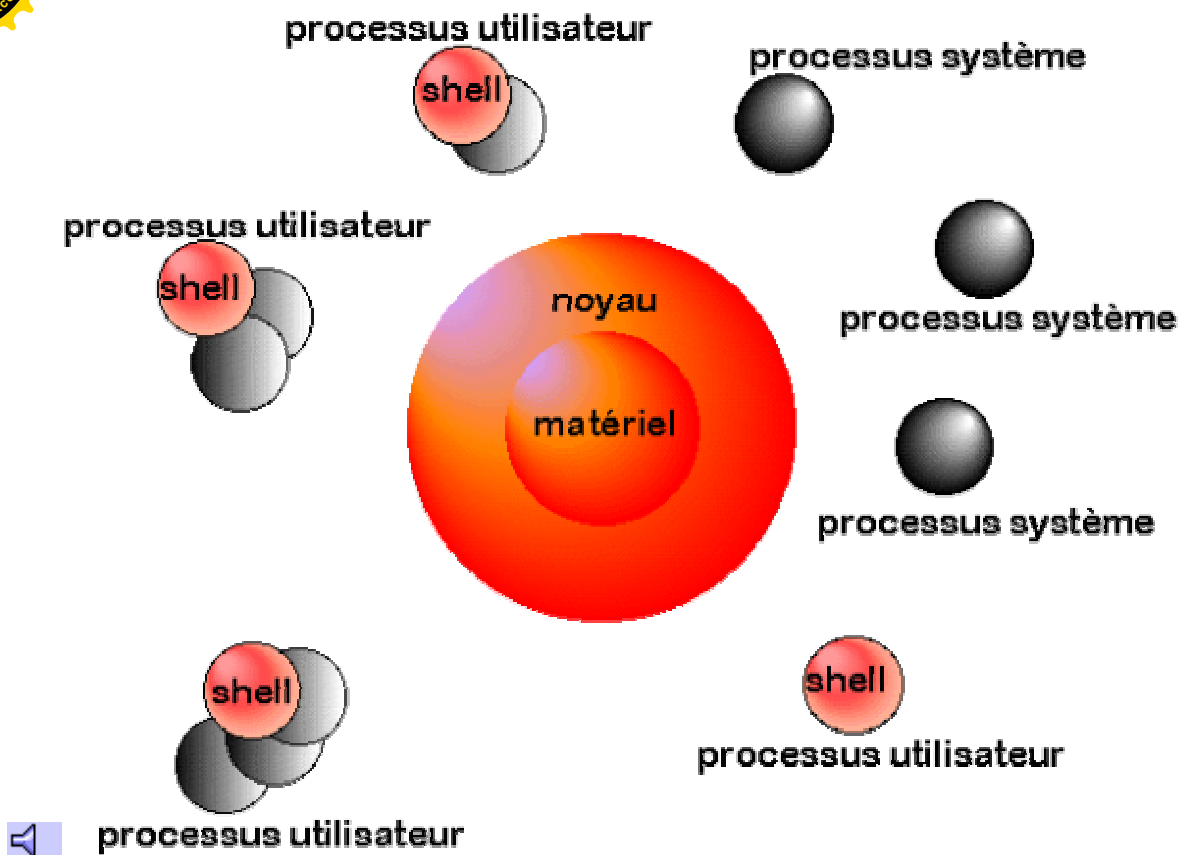 processus utilisateur
shell
processus système
processus utilisateur
shell
processus système
noyau
matériel
processus système
shell
processus utilisateur
shell
processus utilisateur